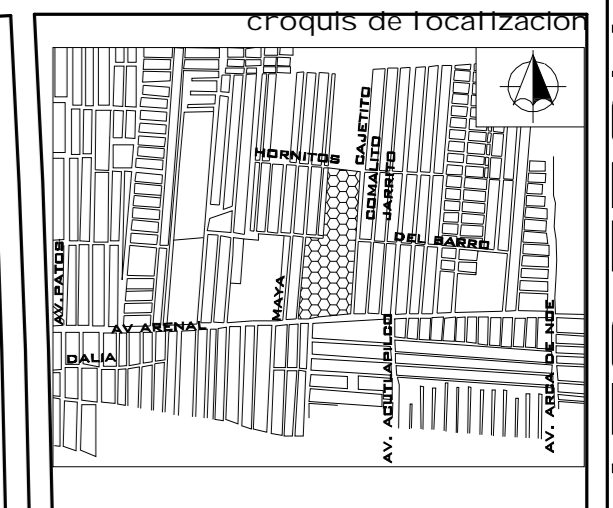 croquis de localizacion
HORNITOS
CAJETITO
COMALITO
JARRITO
DEL BARRO
AV.PATOS
MAYA
AV ARENAL
DALIA
AV. ACUTLAPILCO
AV. ARCA DE NOE